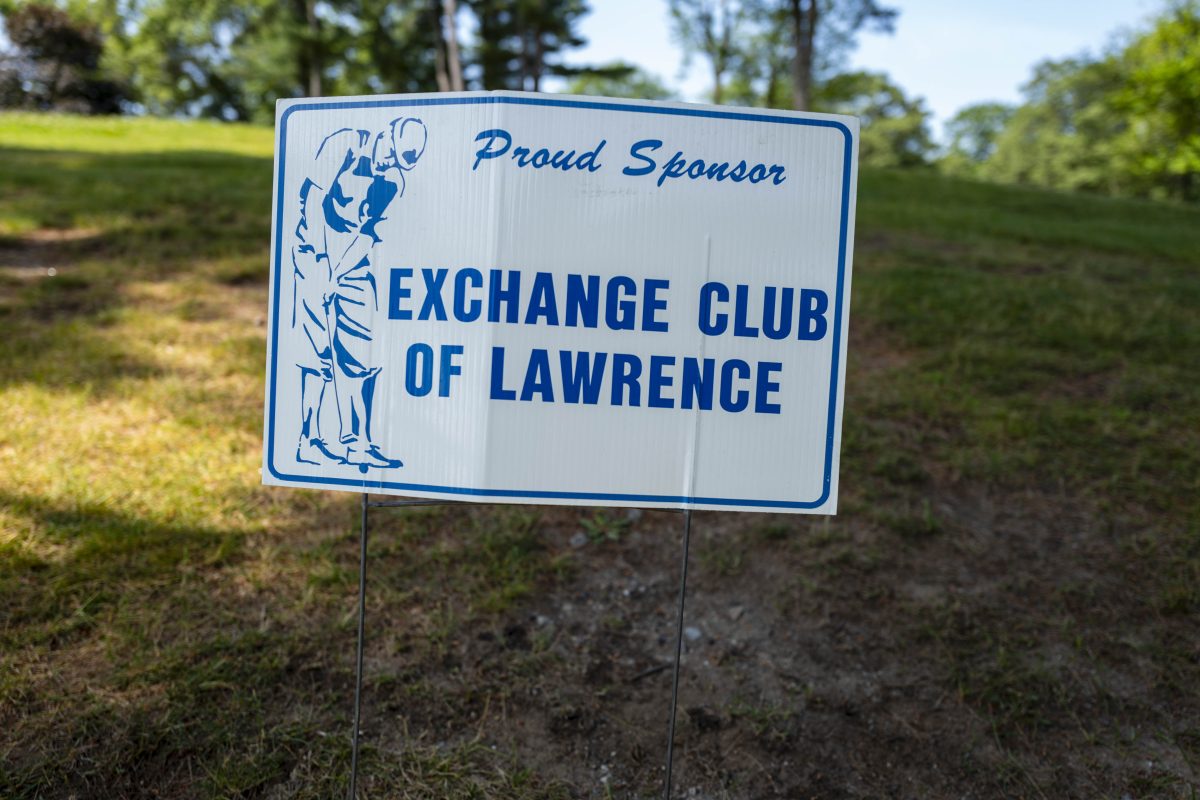 Proud Sponsor
EXCHANGE CLUB
OF LAWRENCE